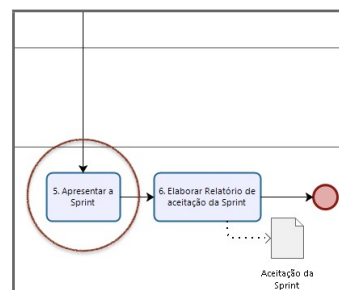 5. Apresentar a
Sprint
6. Elaborar Relatório de
aceitação da Sprint
Aceitação da
Sprint